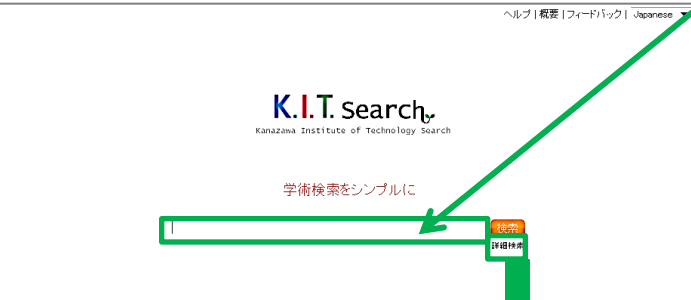 ヘルプ | 概要 | フィードバック | Japanese
K.I.T. Search
Kanazawa Institute of Technology Search
学術検索をシンプルに
検索
詳細検索